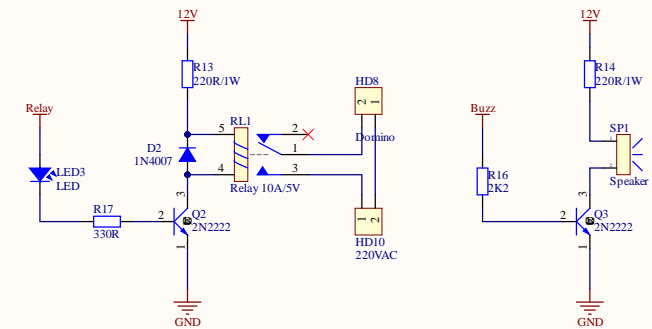 12V
R13
220R/1W
Relay
LED3
LED
D2
1N4007
5
4
RL1
2
1
3
Relay 10A/5V
HD8
2 1
Domino
1 2
HD10
220VAC
R17
330R
2
3
Q2
2N2222
1
GND
12V
R14
220R/1W
Buzz
R16
2K2
SP1
1
2
Speaker
2
3
Q3
2N2222
1
GND